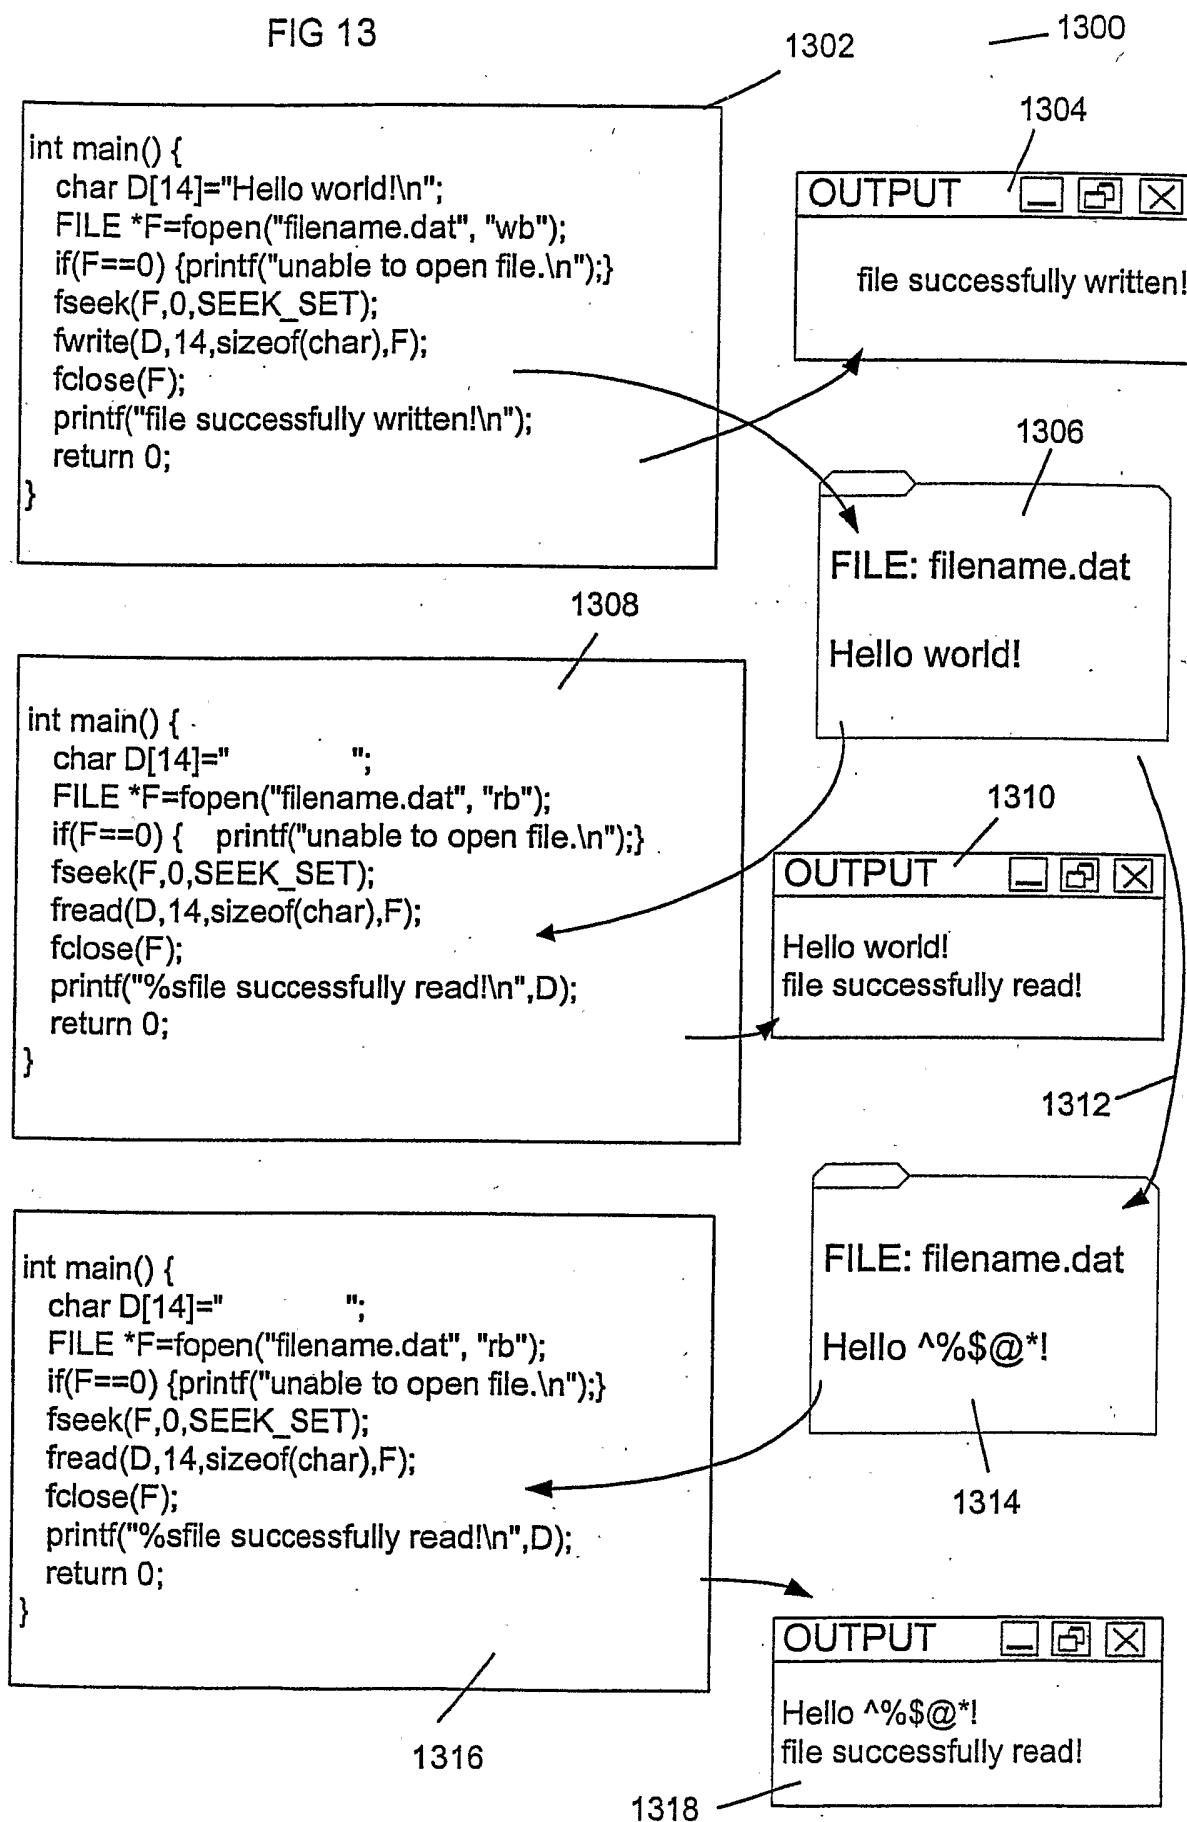 FIG 13
1300
1302
int main() {
char D[14]="Hello world!\n";
FILE *F=fopen("filename.dat", "wb");
if(F==0) {printf("unable to open file.\n");}
fseek(F,0,SEEK_SET);
fwrite(D,14,sizeof(char),F);
fclose(F);
printf("file successfully written!\n");
return 0;
}
1304
OUTPUT
file successfully written!
1306
FILE: filename.dat
Hello world!
1308
int main() {
char D[14]="              ";
FILE *F=fopen("filename.dat", "rb");
if(F==0) {    printf("unable to open file.\n");}
fseek(F,0,SEEK_SET);
fread(D,14,sizeof(char),F);
fclose(F);
printf("%sfile successfully read!\n",D);
return 0;
}
1310
OUTPUT
Hello world!
file successfully read!
1312
FILE: filename.dat
Hello ^%$@*!
1314
int main() {
char D[14]="              ";
FILE *F=fopen("filename.dat", "rb");
if(F==0) {printf("unable to open file.\n");}
fseek(F,0,SEEK_SET);
fread(D,14,sizeof(char),F);
fclose(F);
printf("%sfile successfully read!\n",D);
return 0;
}
1316
OUTPUT
Hello ^%$@*!
file successfully read!
1318